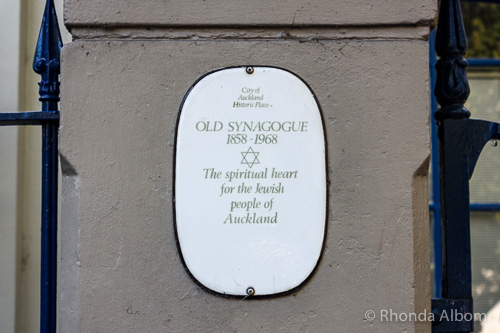 City of
Auckland
Historic Place
OLD SYNAGOGUE
1858-1968
The spiritual heart
for the Jewish
people of
Auckland
© Rhonda Albom